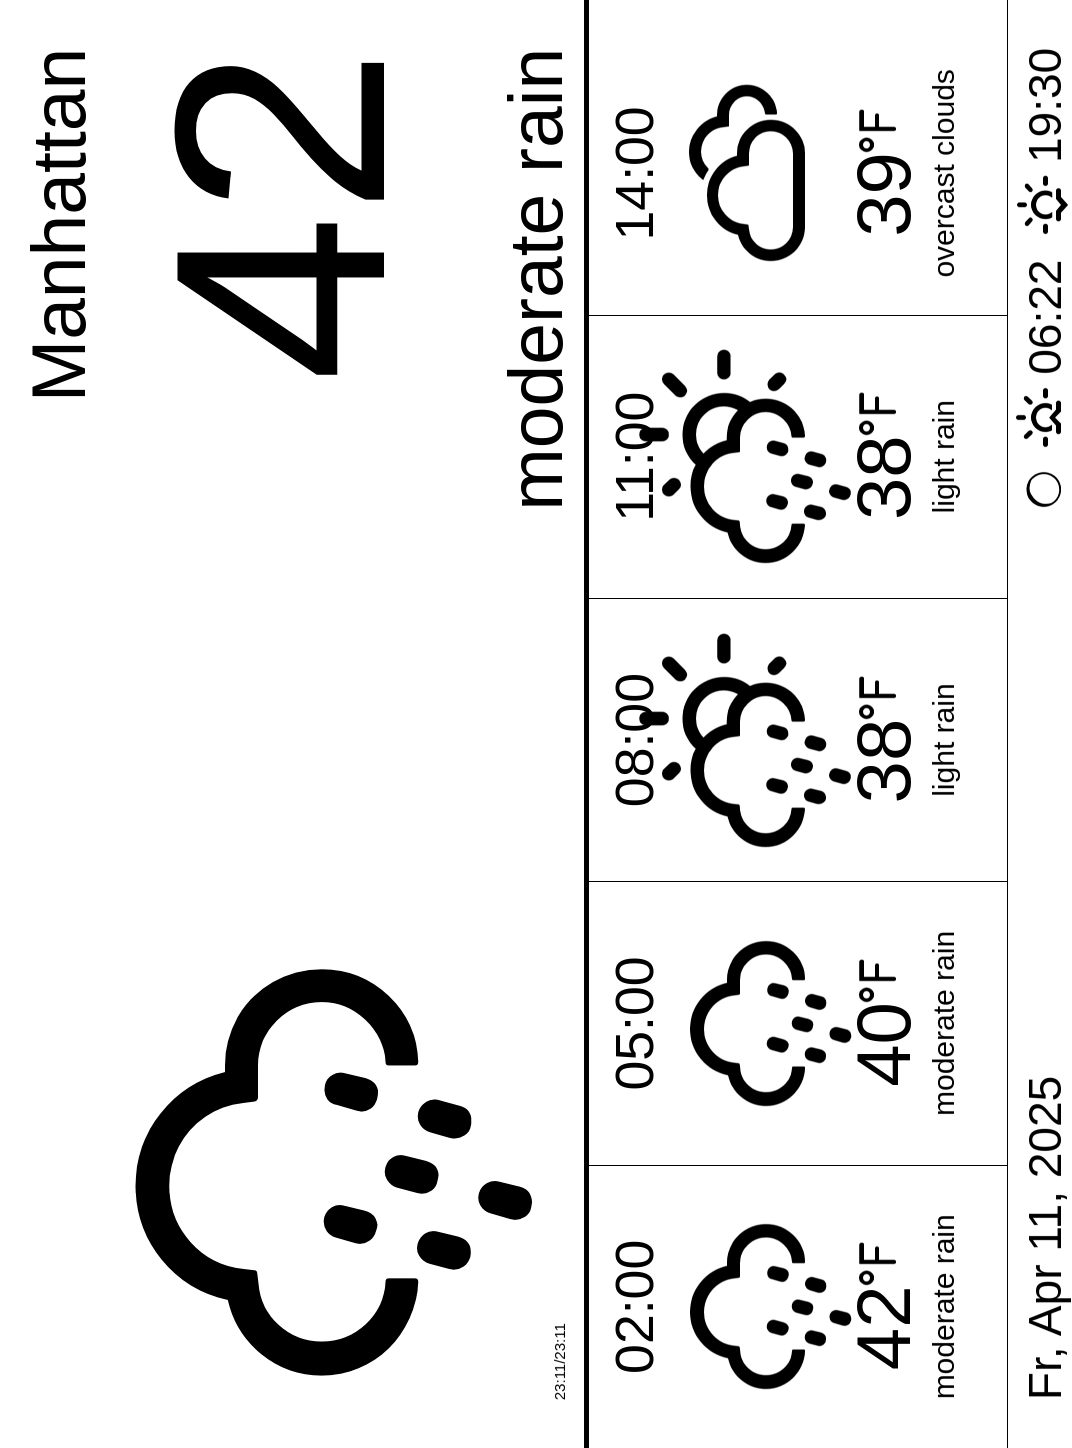 Manhattan
42
moderate rain
23:11/23:11
02:00
42°F
moderate rain
05:00
40°F
moderate rain
08:00
38°F
light rain
11:00
38°F
light rain
14:00
39°F
overcast clouds
Fr, Apr 11, 2025
06:22
19:30